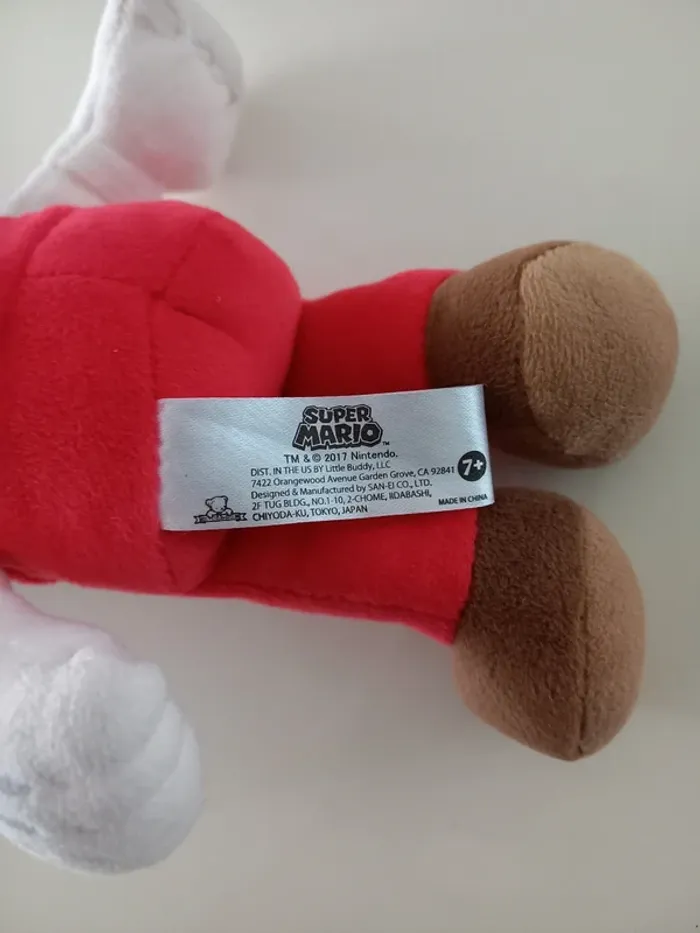 SUPER
MARIO™
TM & © 2017 Nintendo.
DIST. IN THE US BY Little Buddy, LLC
7422 Orangewood Avenue Garden Grove, CA 92841
7+
Designed & Manufactured by SAN-EI CO., LTD.
2F TUG BLDG., NO.1-10, 2-CHOME, IIDABASHI,
CHIYODA-KU, TOKYO, JAPAN
MADE IN CHINA